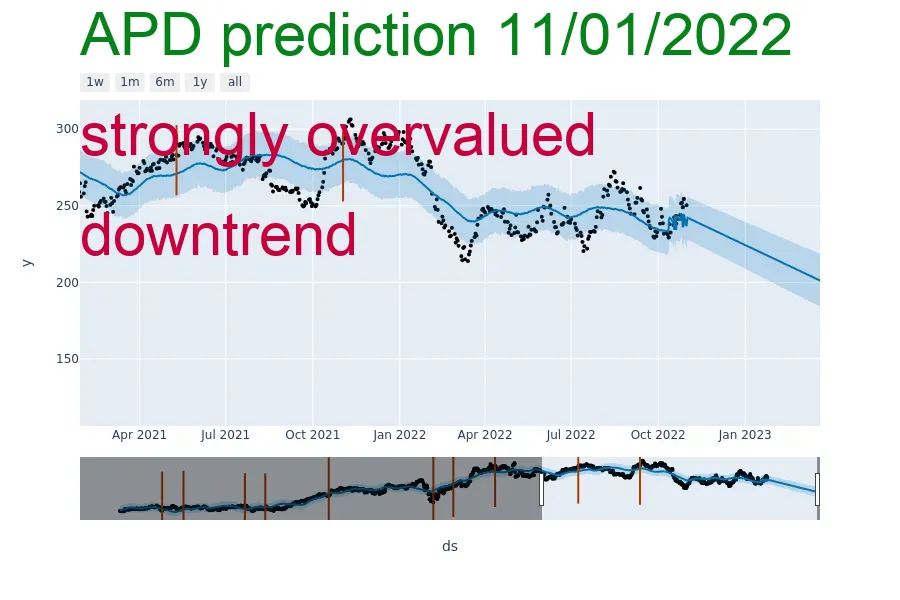 APD prediction 11/01/2022
1w 1m 6m 1y all
300
strongly overvalued
250
downtrend
y
200
150
Apr 2021 Jul 2021 Oct 2021 Jan 2022 Apr 2022 Jul 2022 Oct 2022 Jan 2023
ds